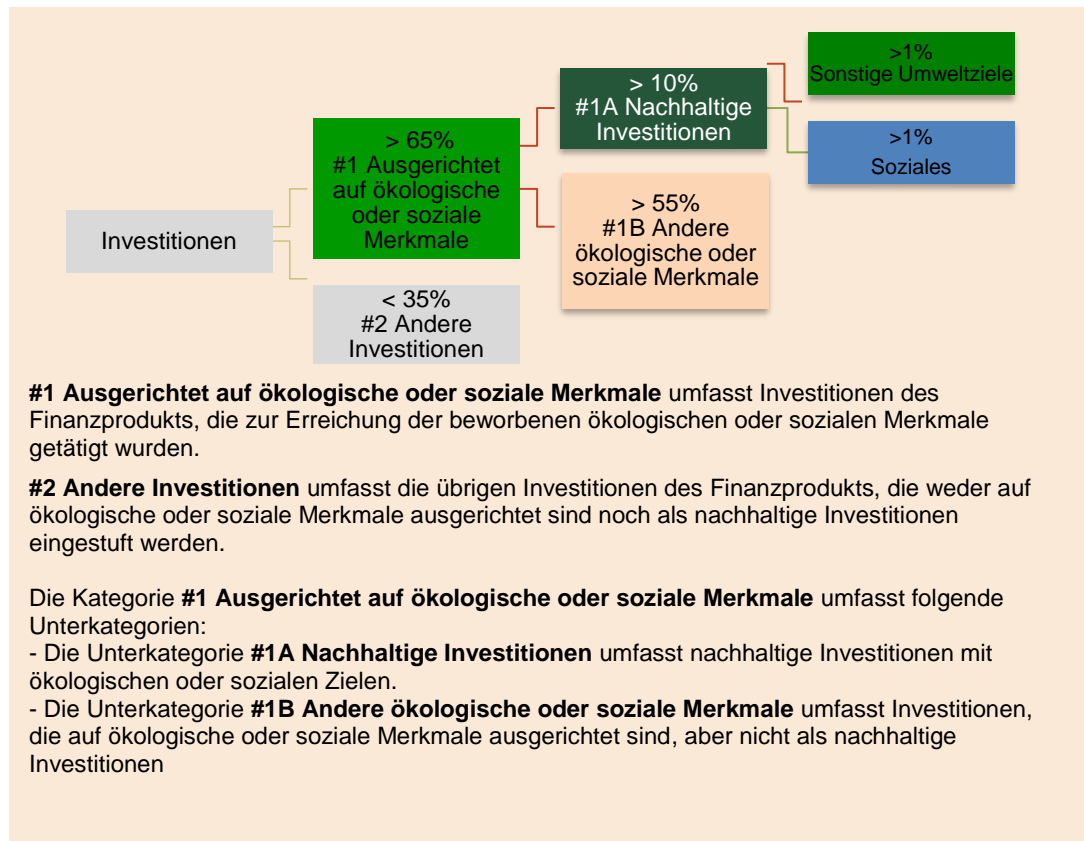 >1%
Sonstige Umweltziele
> 10%
#1A Nachhaltige
Investitionen
> 65%
#1 Ausgerichtet
auf ökologische
oder soziale
Merkmale
>1%
Soziales
> 55%
#1B Andere
ökologische oder
soziale Merkmale
Investitionen
< 35%
#2 Andere
Investitionen
#1 Ausgerichtet auf ökologische oder soziale Merkmale umfasst Investitionen des
Finanzprodukts, die zur Erreichung der beworbenen ökologischen oder sozialen Merkmale
getätigt wurden.
#2 Andere Investitionen umfasst die übrigen Investitionen des Finanzprodukts, die weder auf
ökologische oder soziale Merkmale ausgerichtet sind noch als nachhaltige Investitionen
eingestuft werden.
Die Kategorie #1 Ausgerichtet auf ökologische oder soziale Merkmale umfasst folgende
Unterkategorien:
- Die Unterkategorie #1A Nachhaltige Investitionen umfasst nachhaltige Investitionen mit
ökologischen oder sozialen Zielen.
- Die Unterkategorie #1B Andere ökologische oder soziale Merkmale umfasst Investitionen,
die auf ökologische oder soziale Merkmale ausgerichtet sind, aber nicht als nachhaltige
Investitionen